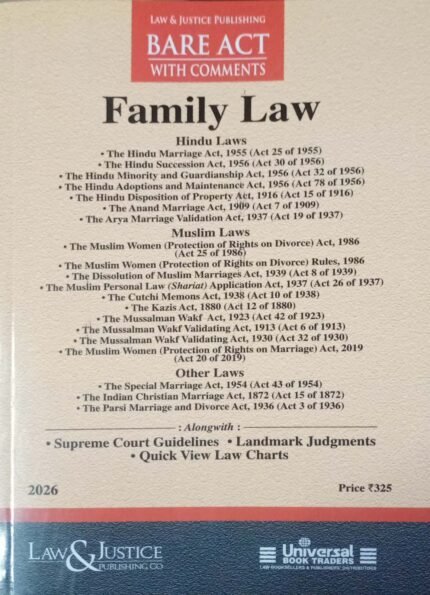 LAW & JUSTICE PUBLISHING
BARE ACT
WITH COMMENTS
Family Law
Hindu Laws
• The Hindu Marriage Act, 1955 (Act 25 of 1955)
• The Hindu Succession Act, 1956 (Act 30 of 1956)
• The Hindu Minority and Guardianship Act, 1956 (Act 32 of 1956)
• The Hindu Adoptions and Maintenance Act, 1956 (Act 78 of 1956)
• The Hindu Disposition of Property Act, 1916 (Act 15 of 1916)
• The Anand Marriage Act, 1909 (Act 7 of 1909)
• The Arya Marriage Validation Act, 1937 (Act 19 of 1937)
Muslim Laws
• The Muslim Women (Protection of Rights on Divorce) Act, 1986
(Act 25 of 1986)
• The Muslim Women (Protection of Rights on Divorce) Rules, 1986
• The Dissolution of Muslim Marriages Act, 1939 (Act 8 of 1939)
• The Muslim Personal Law (Shariat) Application Act, 1937 (Act 26 of 1937)
• The Cutchi Memons Act, 1938 (Act 10 of 1938)
• The Kazis Act, 1880 (Act 12 of 1880)
• The Mussalman Wakf Act, 1923 (Act 42 of 1923)
• The Mussalman Wakf Validating Act, 1913 (Act 6 of 1913)
• The Mussalman Wakf Validating Act, 1930 (Act 32 of 1930)
• The Muslim Women (Protection of Rights on Marriage) Act, 2019
(Act 20 of 2019)
Other Laws
• The Special Marriage Act, 1954 (Act 43 of 1954)
• The Indian Christian Marriage Act, 1872 (Act 15 of 1872)
• The Parsi Marriage and Divorce Act, 1936 (Act 3 of 1936)
: Alongwith :
• Supreme Court Guidelines • Landmark Judgments
• Quick View Law Charts
2026
Price ₹325
LAW & JUSTICE
PUBLISHING CO
Universal
BOOK TRADERS
LAW BOOKSELLERS & PUBLISHERS' DISTRIBUTORS